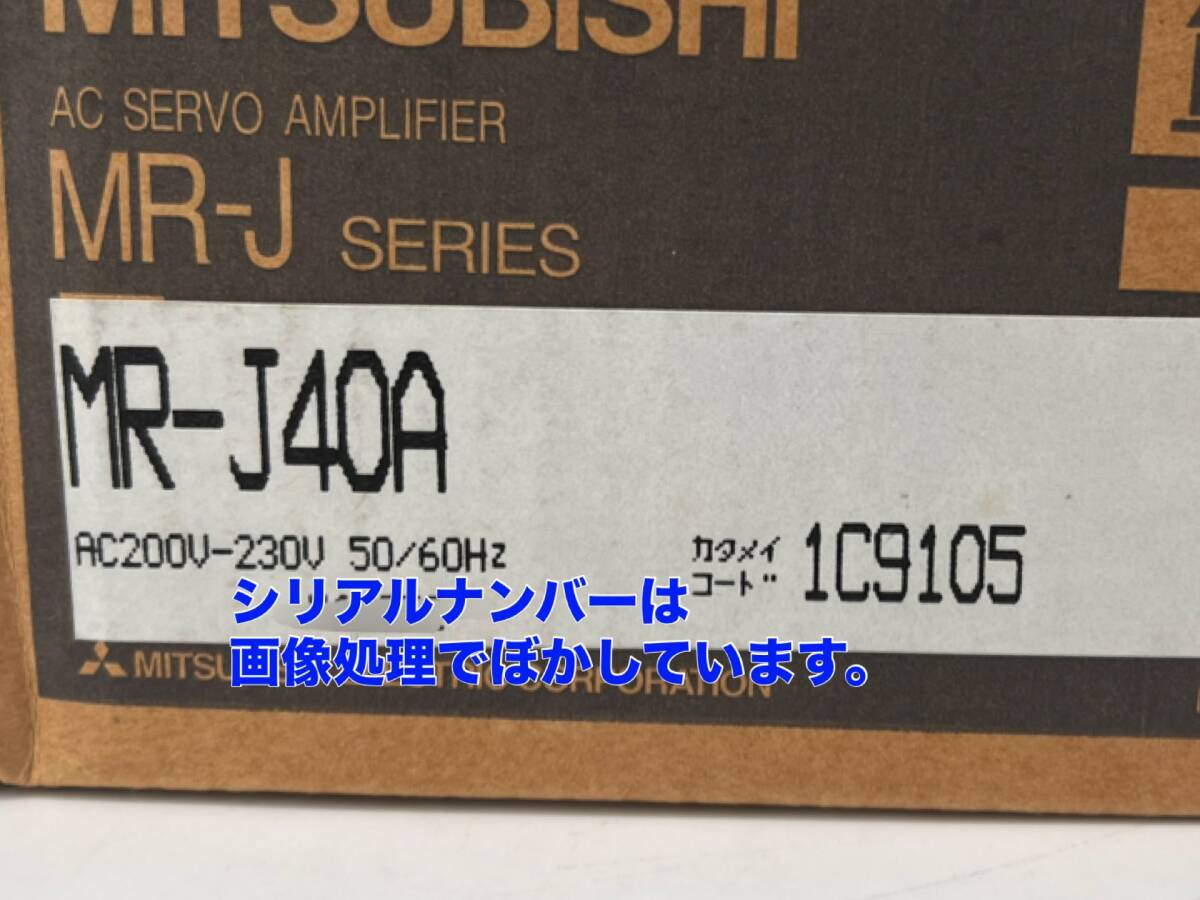 MITSUBISHI
AC SERVO AMPLIFIER
MR-J SERIES
MR-J40A
AC200V-230V 50/60Hz
カタメイ
コード
1C9105
シリアルナンバーは
画像処理でぼかしています。
CORPORATION